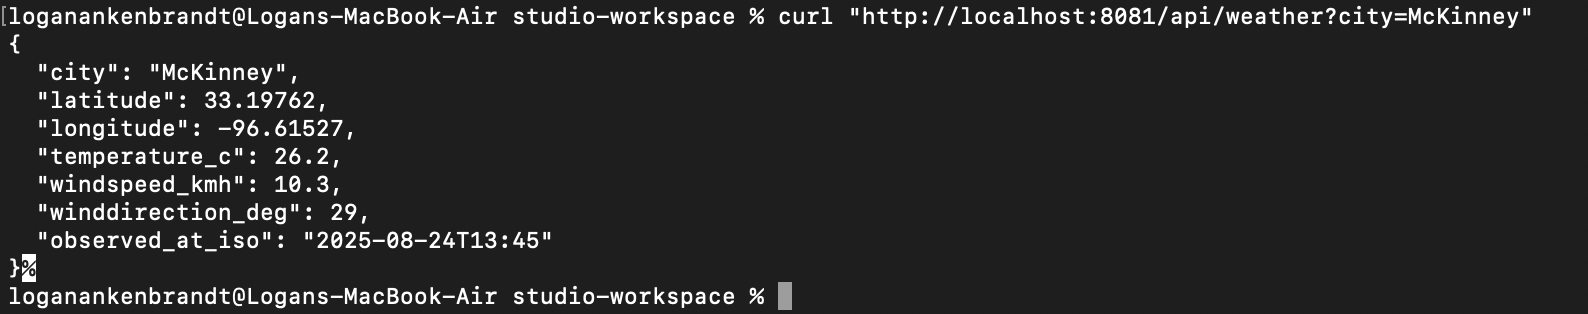 [loganankenbrandt@Logans-MacBook-Air studio-workspace % curl "http://localhost:8081/api/weather?city=McKinney"
{
  "city": "McKinney",
  "latitude": 33.19762,
  "longitude": -96.61527,
  "temperature_c": 26.2,
  "windspeed_kmh": 10.3,
  "winddirection_deg": 29,
  "observed_at_iso": "2025-08-24T13:45"
}%
loganankenbrandt@Logans-MacBook-Air studio-workspace %